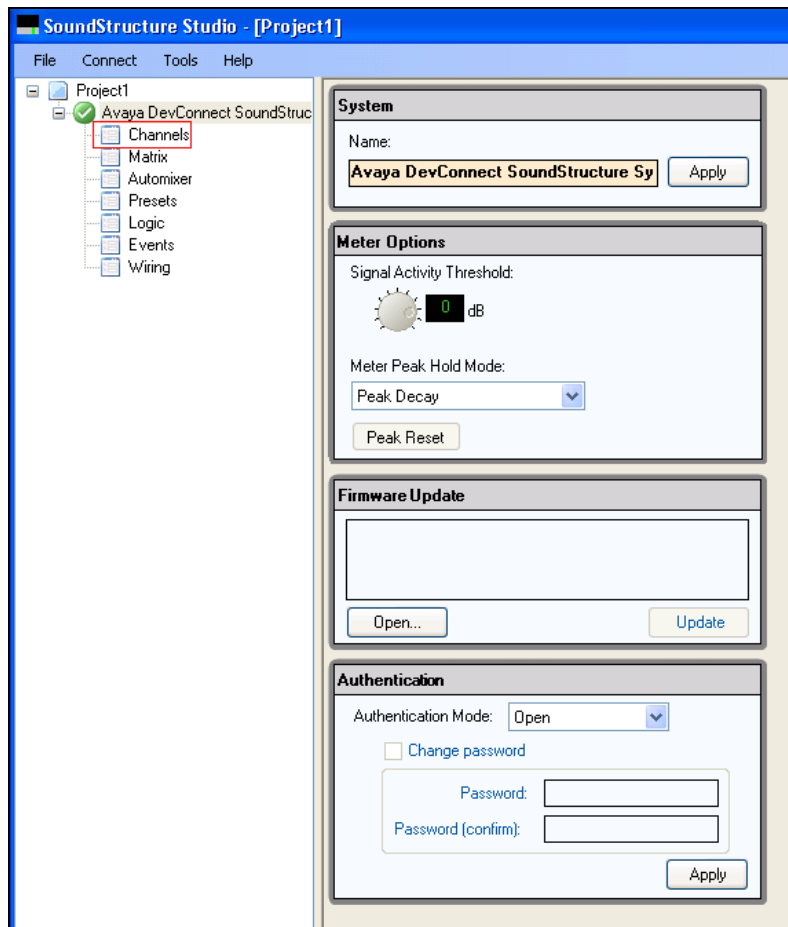 SoundStructure Studio - [Project1]
File Connect Tools Help
Project1
Avaya DevConnect SoundStruc
Channels
Matrix
Automixer
Presets
Logic
Events
Wiring
System
Name:
Avaya DevConnect SoundStructure Sy Apply
Meter Options
Signal Activity Threshold:
0 dB
Meter Peak Hold Mode:
Peak Decay
Peak Reset
Firmware Update
Open... Update
Authentication
Authentication Mode: Open
Change password
Password:
Password (confirm):
Apply